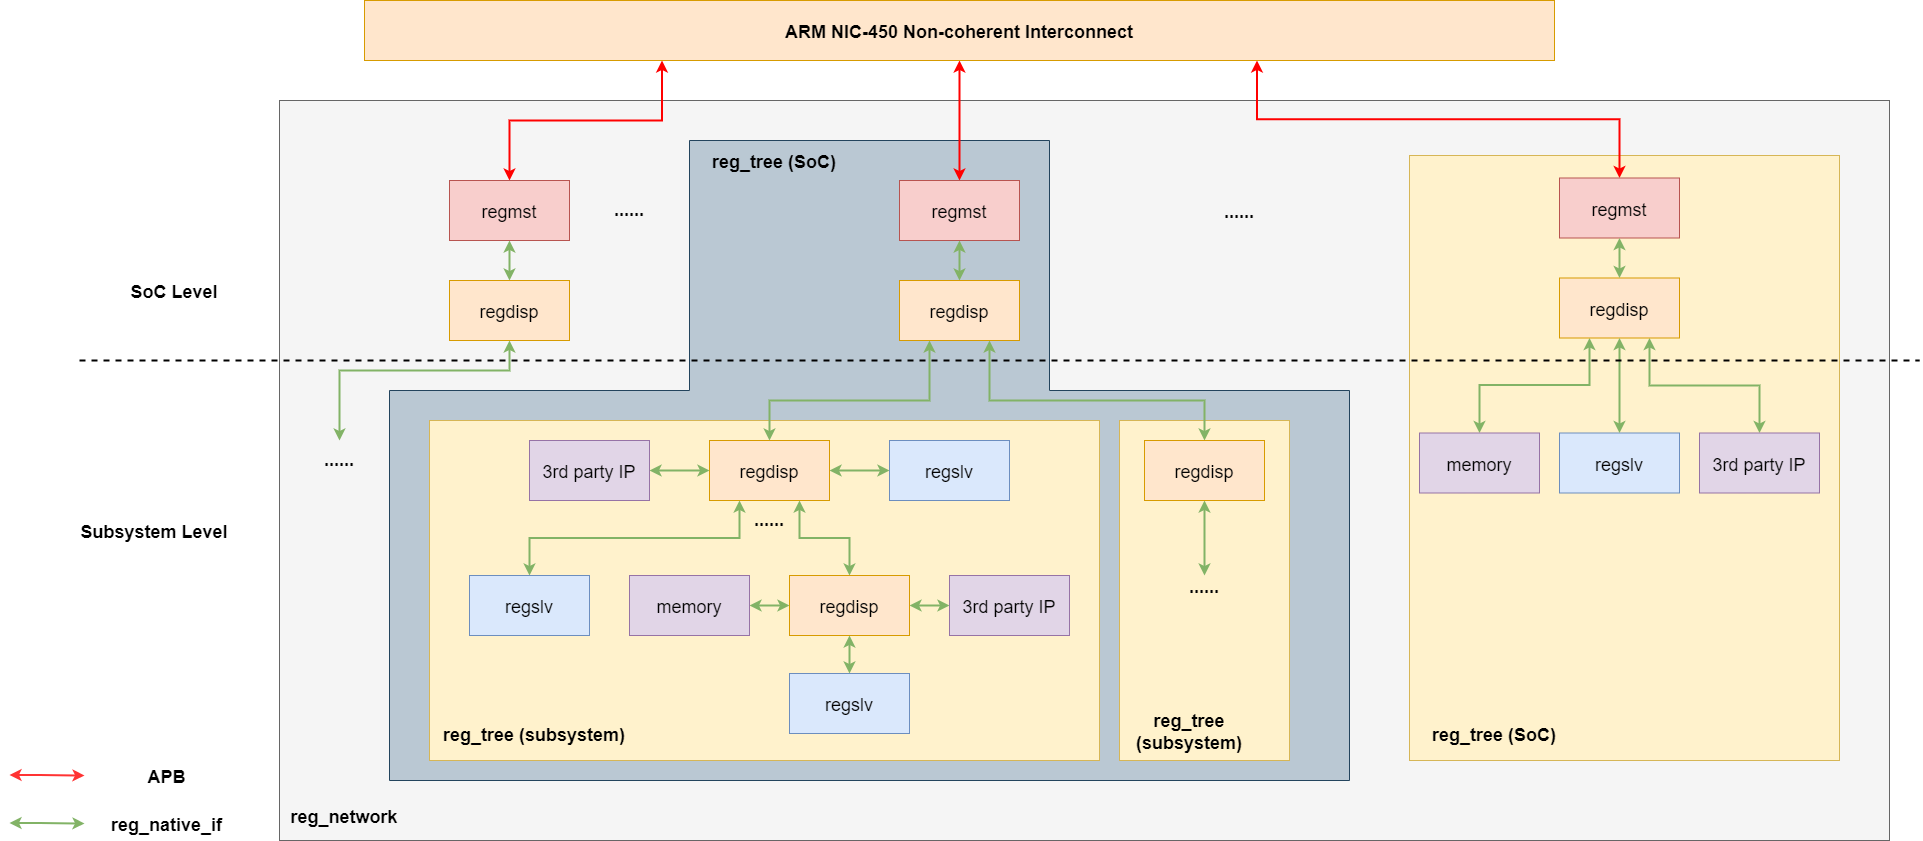 ARM NIC-450 Non-coherent Interconnect
reg_tree (SoC)
regmst
......
regmst
......
regmst
SoC Level
regdisp
regdisp
regdisp
......
3rd party IP
regdisp
regslv
regdisp
memory
regslv
3rd party IP
......
Subsystem Level
regslv
memory
regdisp
3rd party IP
......
regslv
reg_tree (subsystem)
reg_tree
(subsystem)
reg_tree (SoC)
APB
reg_native_if
reg_network